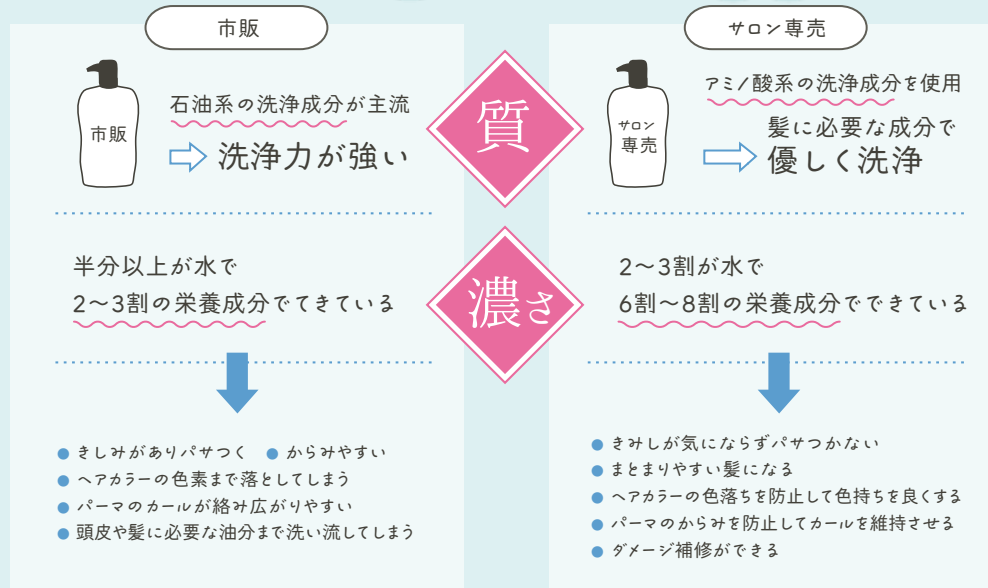 市販
市販
石油系の洗浄成分が主流
洗浄力が強い
質
サロン専売
サロン
専売
アミノ酸系の洗浄成分を使用
髪に必要な成分で
優しく洗浄
半分以上が水で
2〜3割の栄養成分でてきている
濃さ
2〜3割が水で
6割〜8割の栄養成分でできている
● きしみがありパサつく ● からみやすい
● ヘアカラーの色素まで落としてしまう
● パーマのカールが絡み広がりやすい
● 頭皮や髪に必要な油分まで洗い流してしまう
● きみしが気にならずパサつかない
● まとまりやすい髪になる
● ヘアカラーの色落ちを防止して色持ちを良くする
● パーマのからみを防止してカールを維持させる
● ダメージ補修ができる